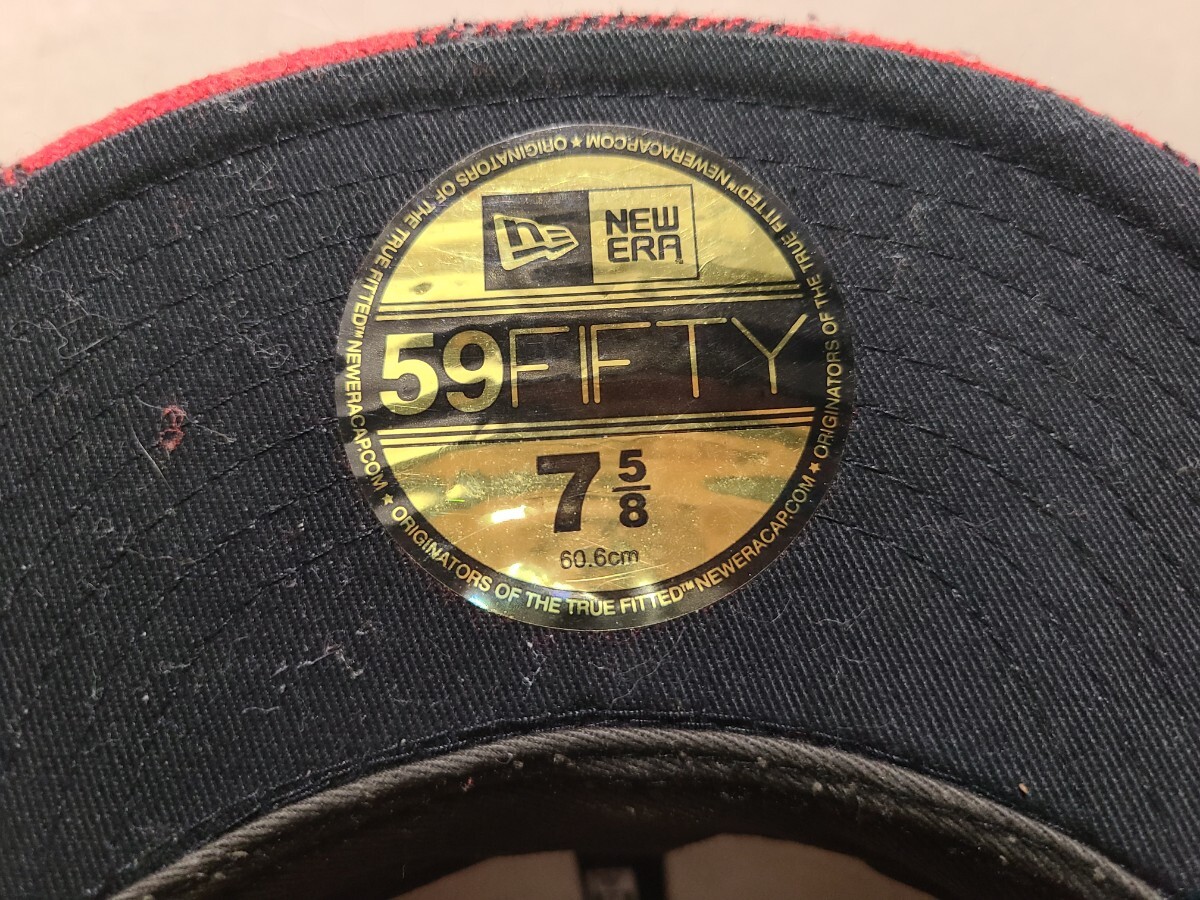 NEW
ERA
59FIFTY
7 5/8
60.6cm
ORIGINATORS OF THE TRUE FITTED™ NEWERACAP.COM ★
ORIGINATORS OF THE TRUE FITTED™ NEWERACAP.COM ★
ORIGINATORS OF THE TRUE FITTED™ NEWERACAP.COM ★